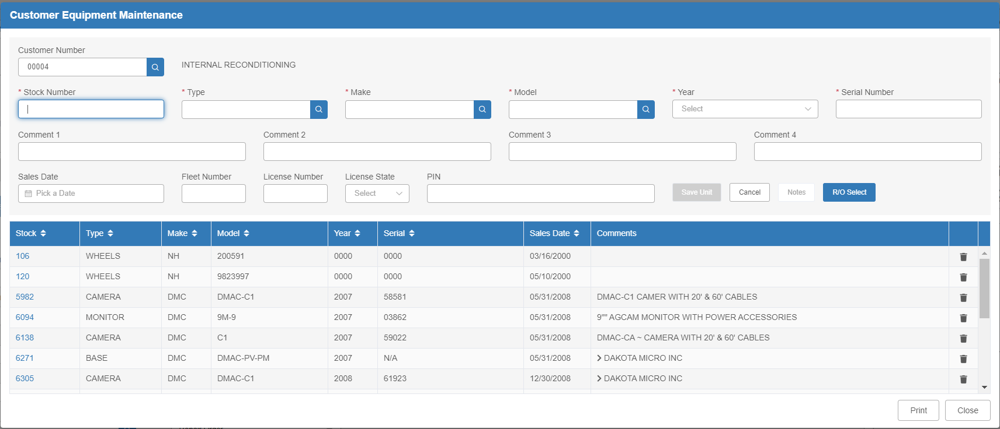 Customer Equipment Maintenance
Customer Number
00004 INTERNAL RECONDITIONING
* Stock Number * Type * Make * Model * Year * Serial Number
Select
Comment 1 Comment 2 Comment 3 Comment 4
Sales Date Fleet Number License Number License State PIN
Pick a Date Select Save Unit Cancel Notes R/O Select
Stock Type Make Model Year Serial Sales Date Comments
106 WHEELS NH 200591 0000 0000 03/16/2000
120 WHEELS NH 9823997 0000 0000 05/10/2000
5982 CAMERA DMC DMAC-C1 2007 58581 05/31/2008 DMAC-C1 CAMER WITH 20' & 60' CABLES
6094 MONITOR DMC 9M-9 2007 03862 05/31/2008 9"" AGCAM MONITOR WITH POWER ACCESSORIES
6138 CAMERA DMC C1 2007 59022 05/31/2008 DMAC-CA ~ CAMERA WITH 20' & 60' CABLES
6271 BASE DMC DMAC-PV-PM 2007 N/A 05/31/2008 DAKOTA MICRO INC
6305 CAMERA DMC DMAC-C1 2008 61923 12/30/2008 DAKOTA MICRO INC
Print Close